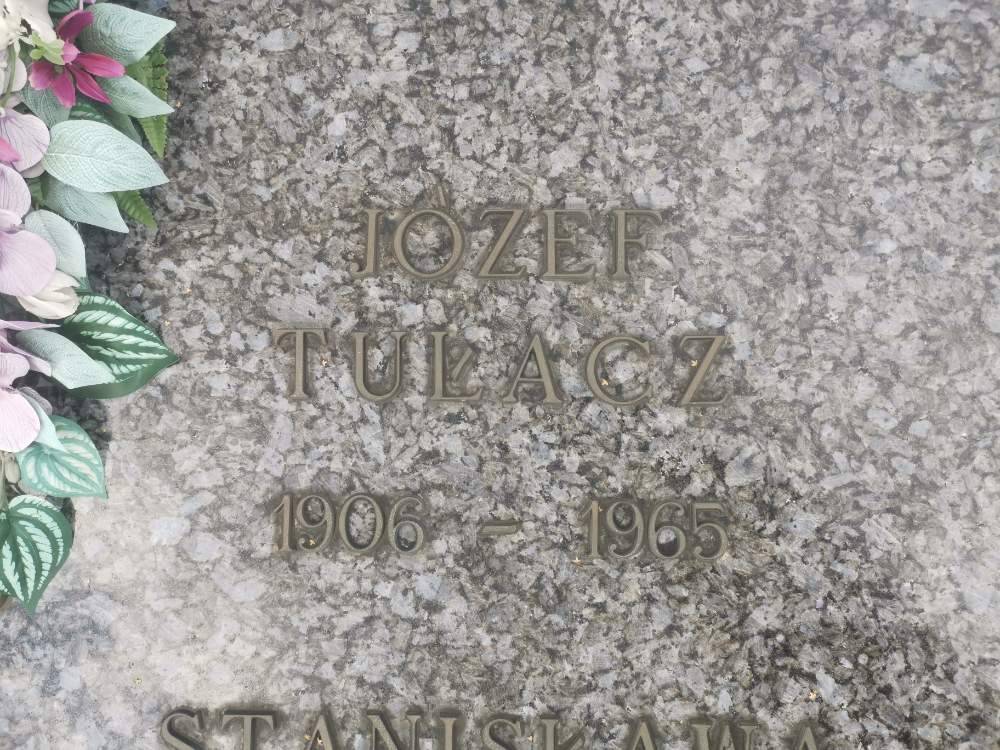 JÓZEF
TUŁACZ
1906 - 1965
STANISŁAWA